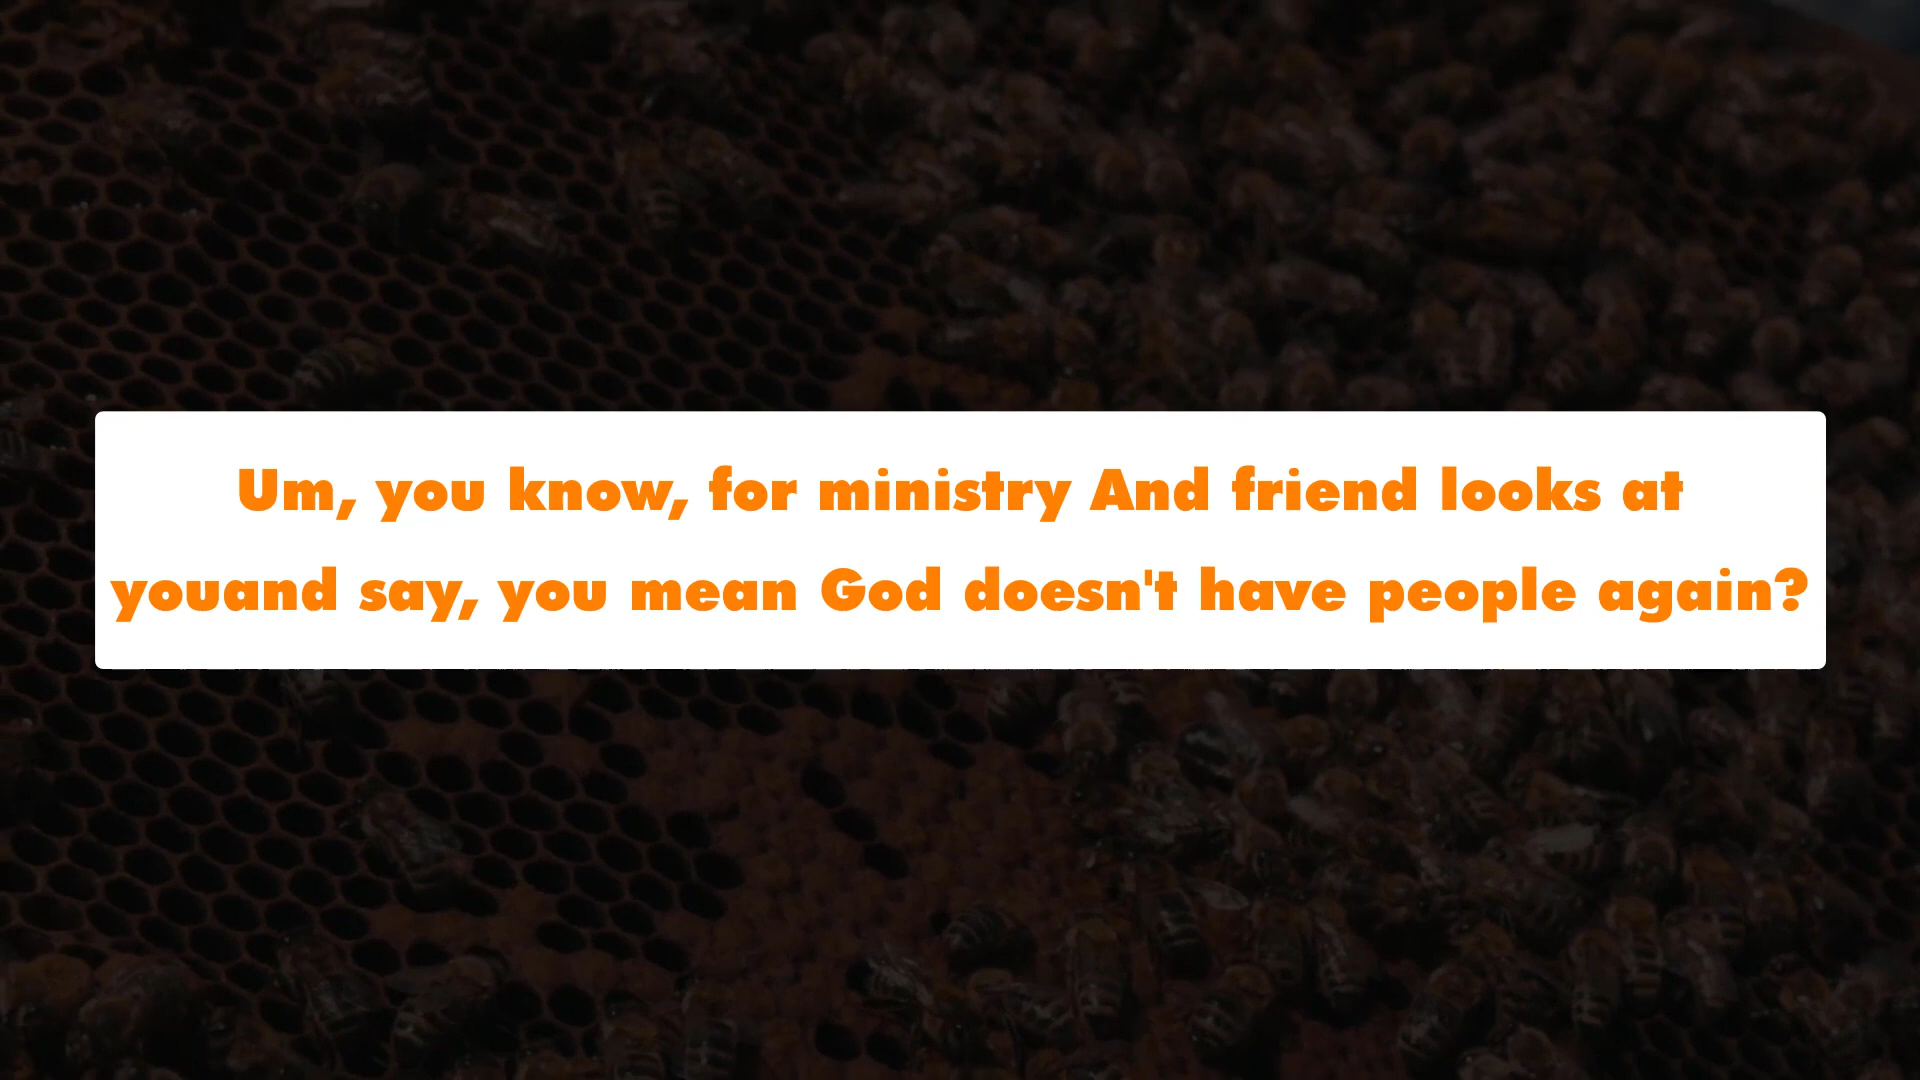 Um, you know, for ministry And friend looks at
youand say, you mean God doesn't have people again?